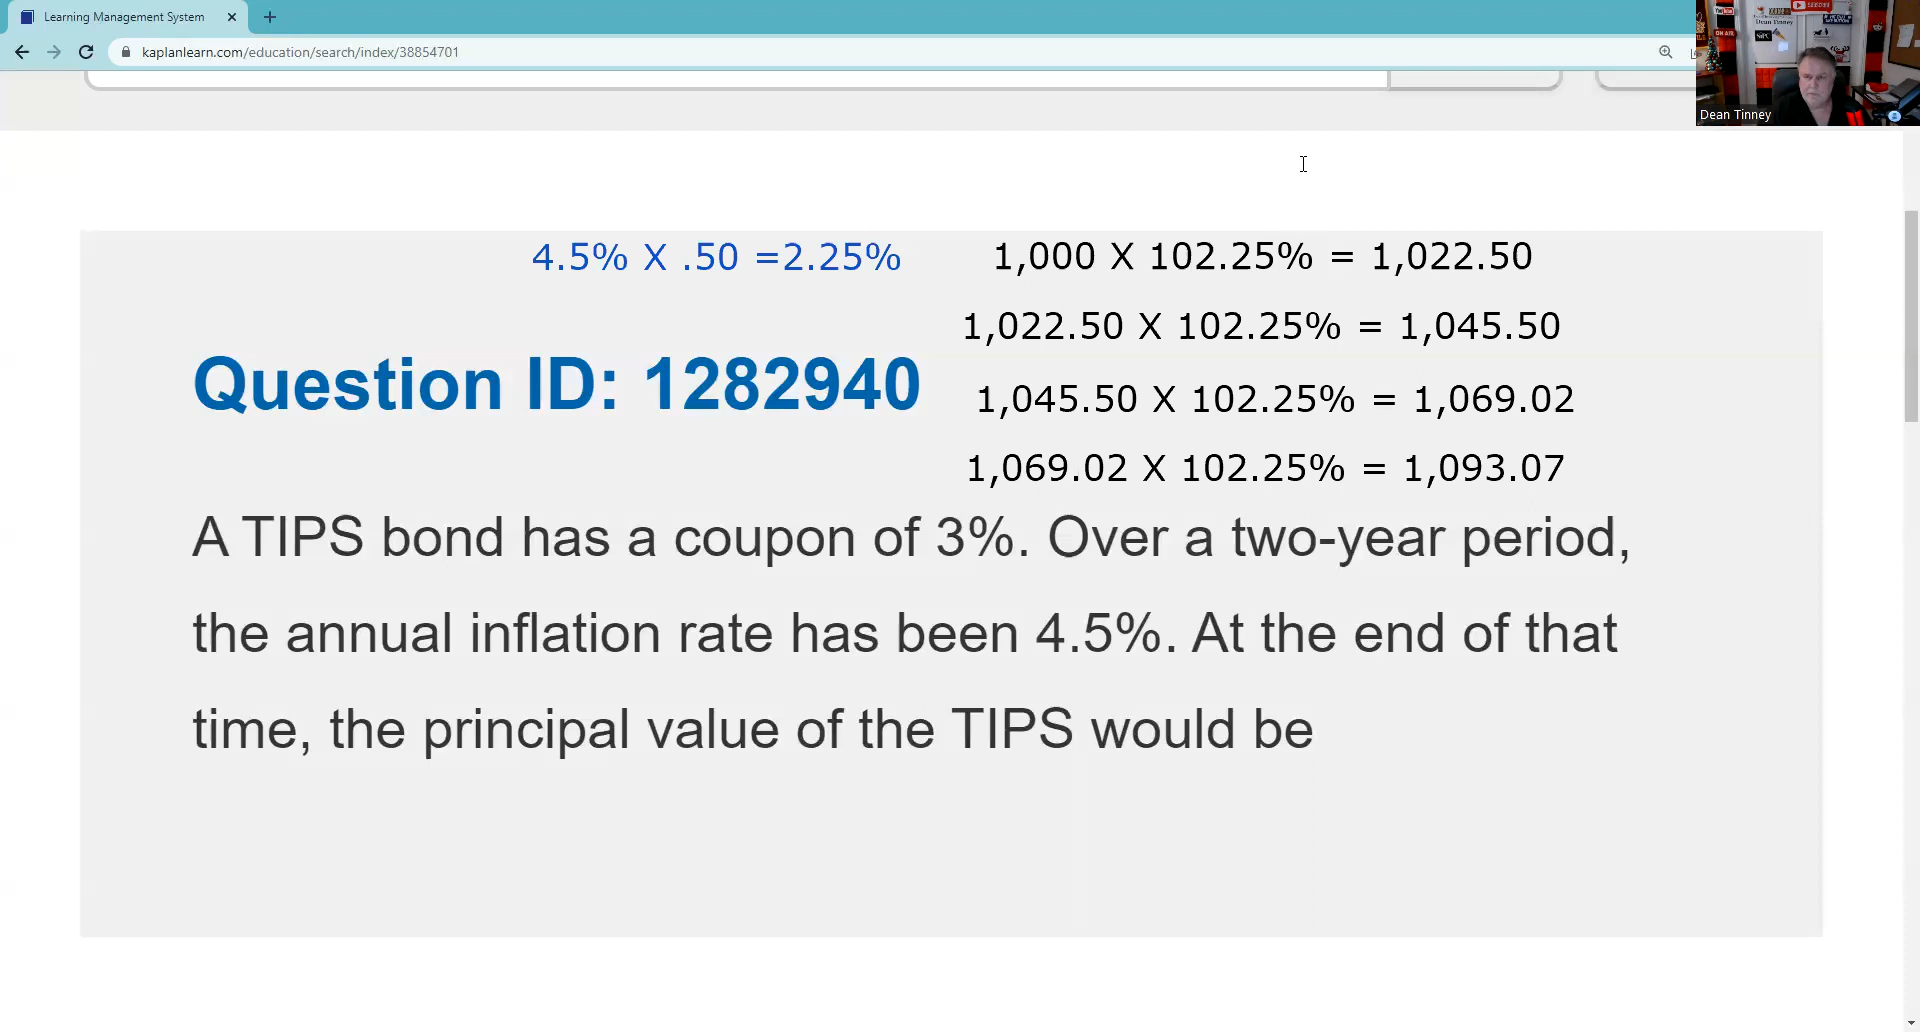 Learning Management System
kaplanlearn.com/education/search/index/38854701
Dean Tinney
4.5% X .50 =2.25%
1,000 X 102.25% = 1,022.50
1,022.50 X 102.25% = 1,045.50
Question ID: 1282940
1,045.50 X 102.25% = 1,069.02
1,069.02 X 102.25% = 1,093.07
A TIPS bond has a coupon of 3%. Over a two-year period,
the annual inflation rate has been 4.5%. At the end of that
time, the principal value of the TIPS would be